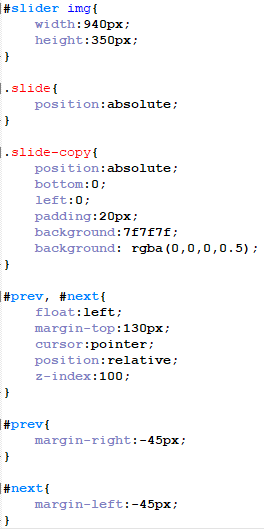 #slider img{
width:940px;
height:350px;
}
.slide{
position:absolute;
}
.slide-copy{
position:absolute;
bottom:0;
left:0;
padding:20px;
background:7f7f7f;
background: rgba(0,0,0,0.5);
}
#prev, #next{
float:left;
margin-top:130px;
cursor:pointer;
position:relative;
z-index:100;
}
#prev{
margin-right:-45px;
}
#next{
margin-left:-45px;
}